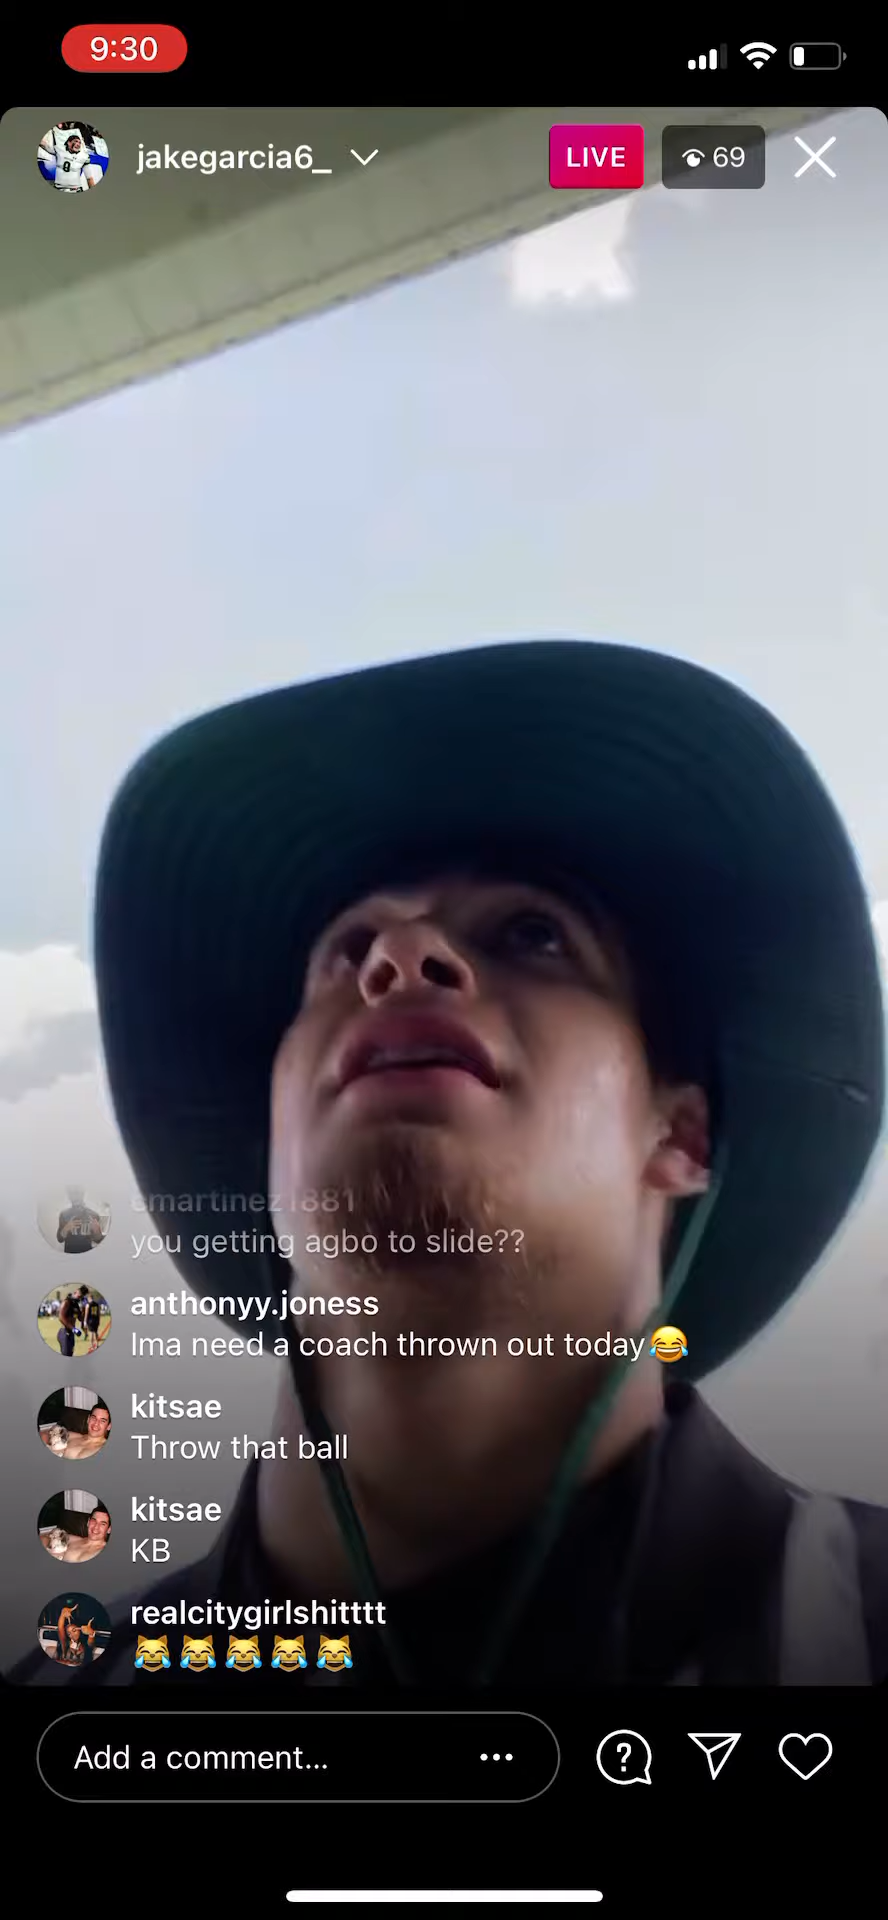 9:30
jakegarcia6_
LIVE
69
smartinez1881
you getting agbo to slide??
anthonyy.joness
Ima need a coach thrown out today😂
kitsae
Throw that ball
kitsae
KB
realcitygirlshitttt
😹😹😹😹😹
Add a comment...